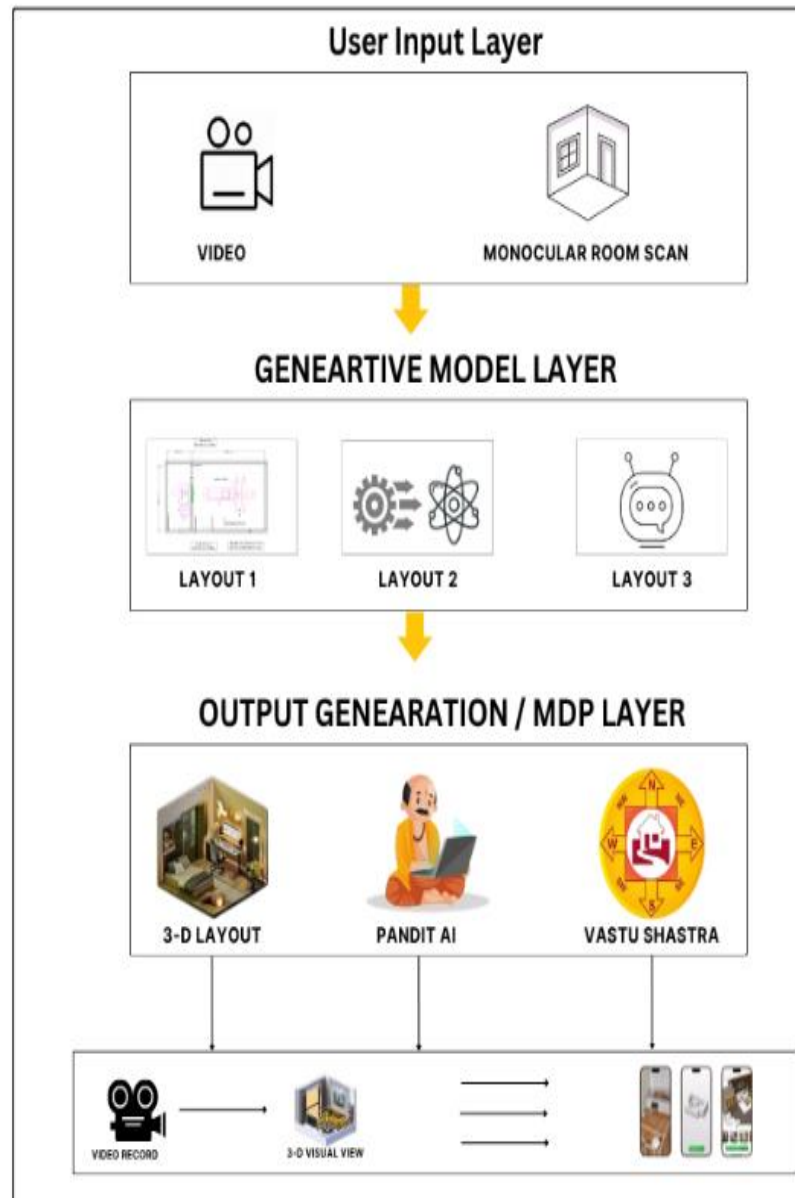 User Input Layer
VIDEO
MONOCULAR ROOM SCAN
GENEARTIVE MODEL LAYER
LAYOUT 1
LAYOUT 2
LAYOUT 3
OUTPUT GENEARATION / MDP LAYER
N
NE
W
E
S
3-D LAYOUT
PANDIT AI
VASTU SHASTRA
VIDEO RECORD
3-D VISUAL VIEW